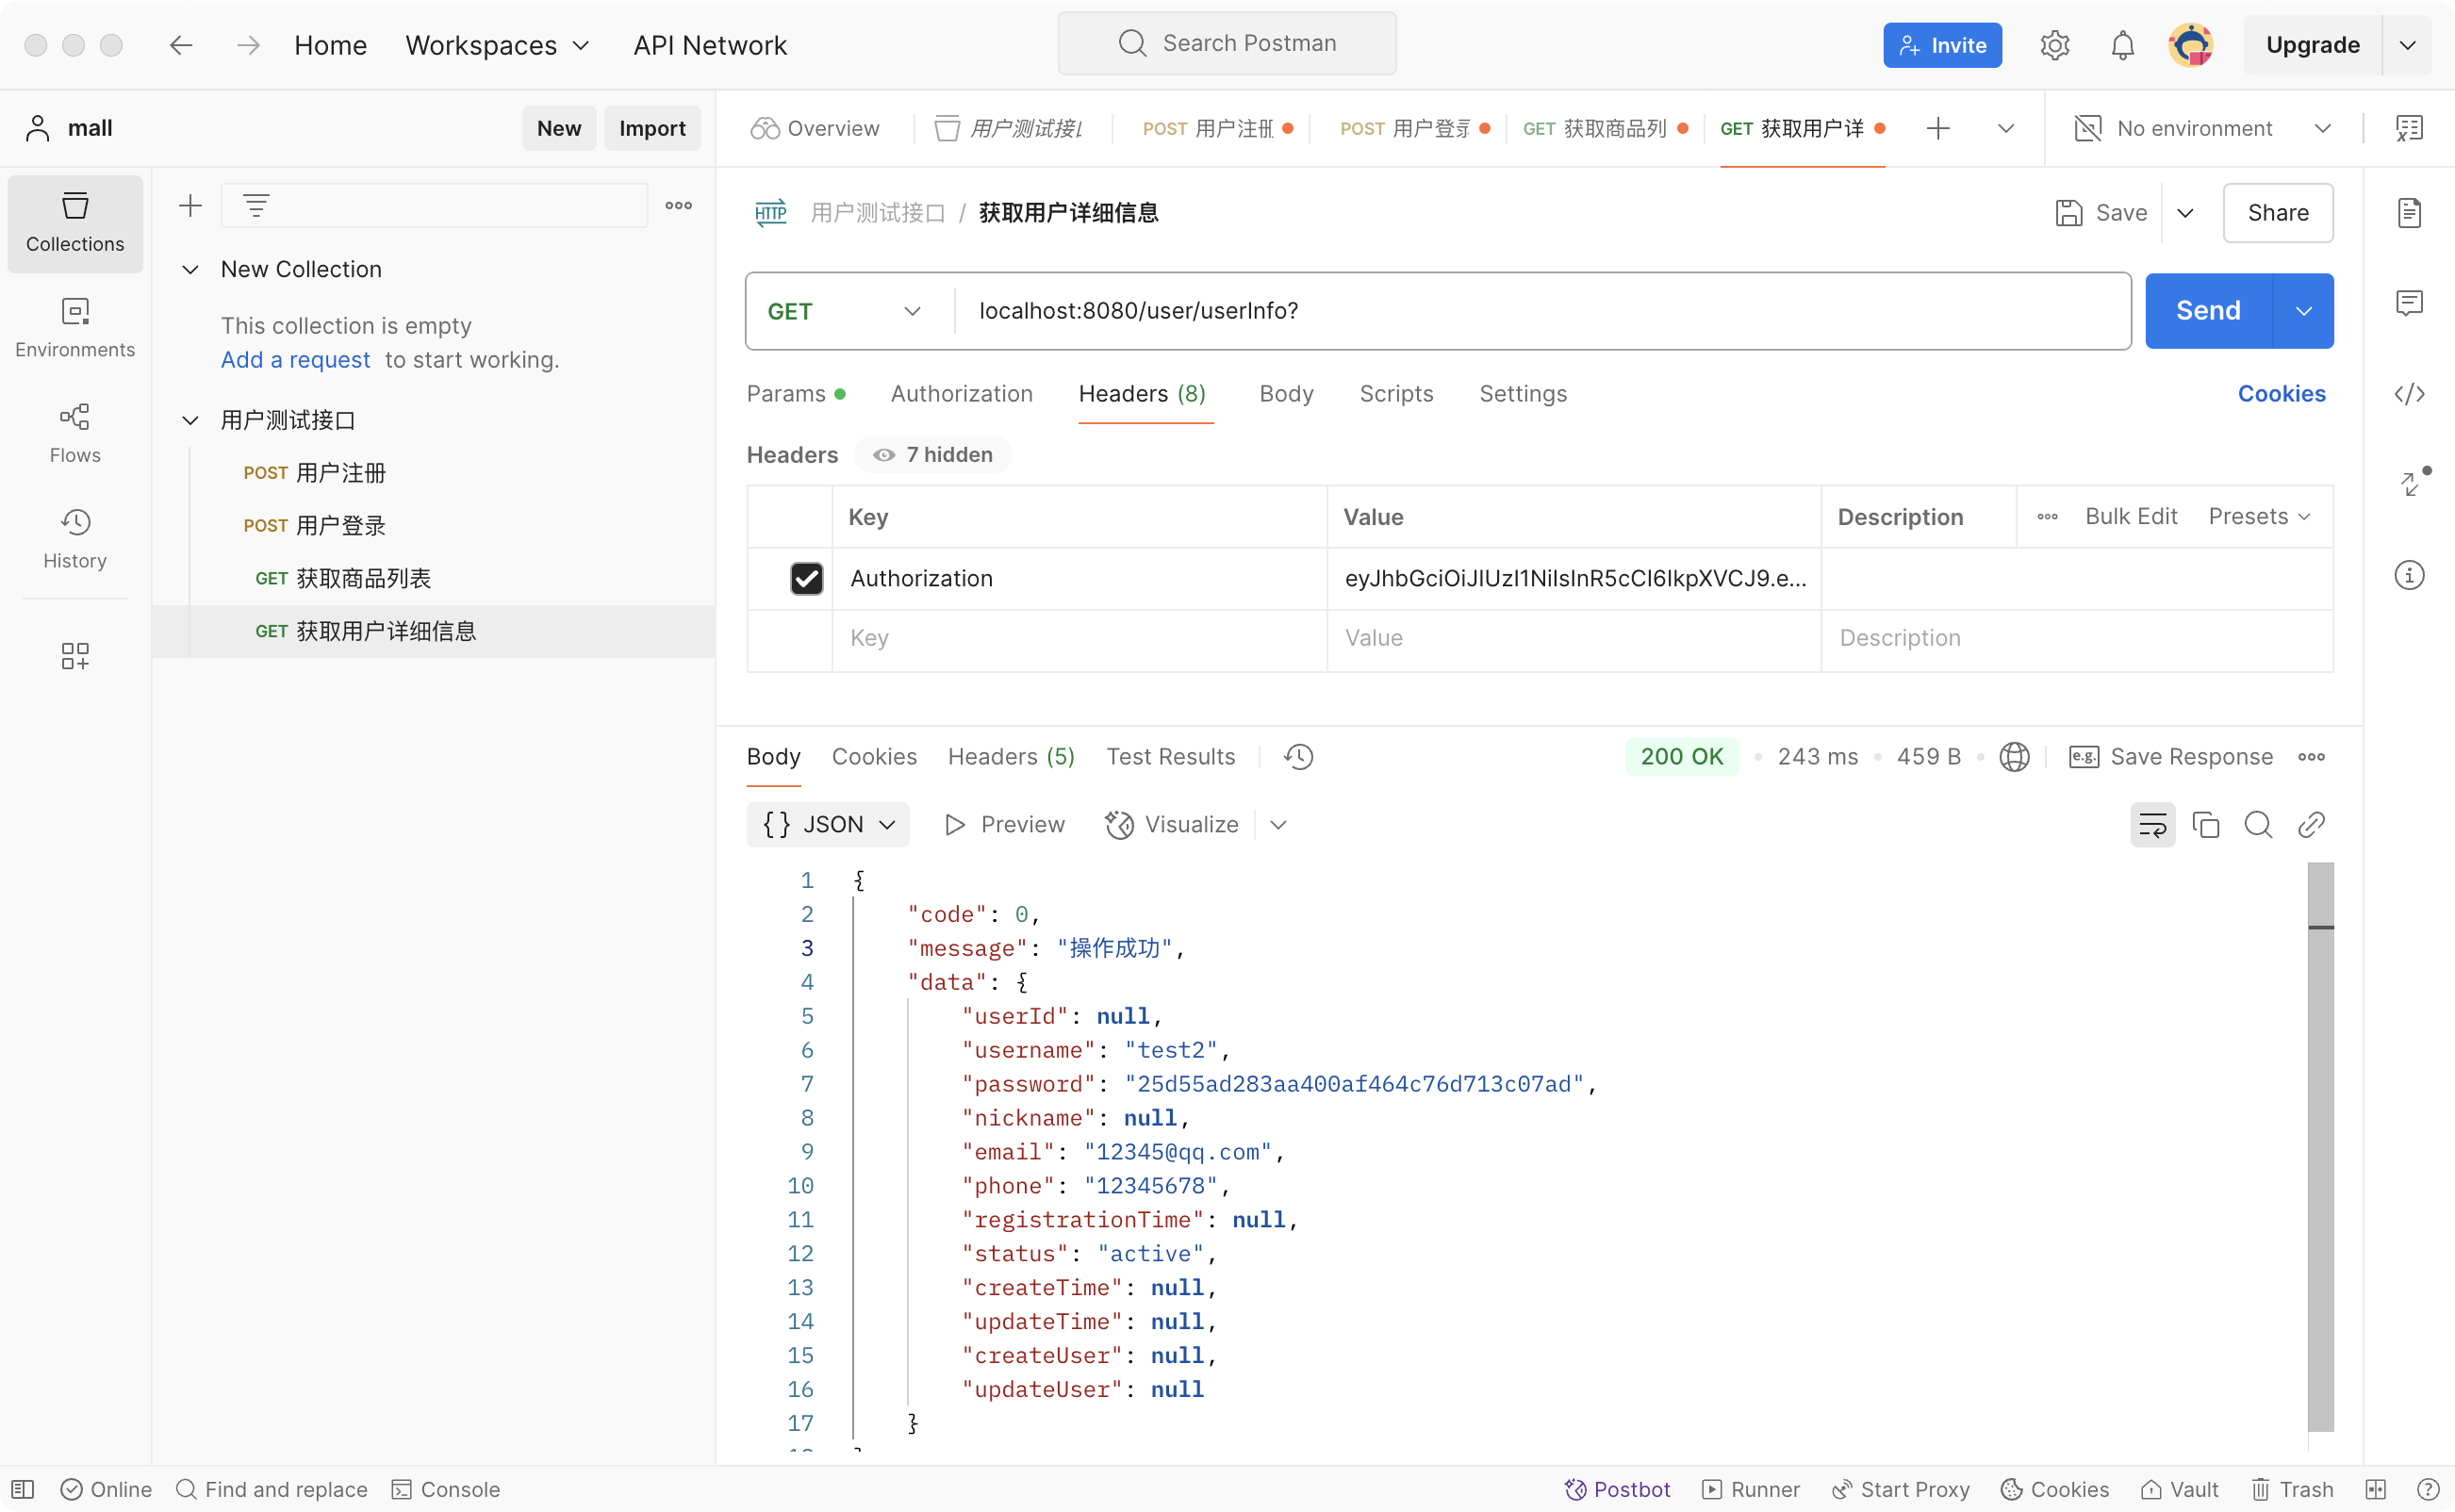 Home Workspaces API Network Search Postman Invite Upgrade
mall New Import
Overview 用户测试接 POST 用户注册 POST 用户登录 GET 获取商品列 GET 获取用户详 No environment
Collections
Environments
Flows
History
New Collection
This collection is empty
Add a request to start working.
用户测试接口
POST 用户注册
POST 用户登录
GET 获取商品列表
GET 获取用户详细信息
HTTP 用户测试接口 / 获取用户详细信息 Save Share
GET localhost:8080/user/userInfo? Send
Params Authorization Headers (8) Body Scripts Settings Cookies
Headers 7 hidden
Key Value Description Bulk Edit Presets
Authorization eyJhbGciOiJIUzI1NiIsInR5cCI6IkpXVCJ9.e...
Key Value Description
Body Cookies Headers (5) Test Results 200 OK 243 ms 459 B e.g. Save Response
{} JSON Preview Visualize
1 {
2 "code": 0,
3 "message": "操作成功",
4 "data": {
5 "userId": null,
6 "username": "test2",
7 "password": "25d55ad283aa400af464c76d713c07ad",
8 "nickname": null,
9 "email": "12345@qq.com",
10 "phone": "12345678",
11 "registrationTime": null,
12 "status": "active",
13 "createTime": null,
14 "updateTime": null,
15 "createUser": null,
16 "updateUser": null
17 }
Online Find and replace Console Postbot Runner Start Proxy Cookies Vault Trash